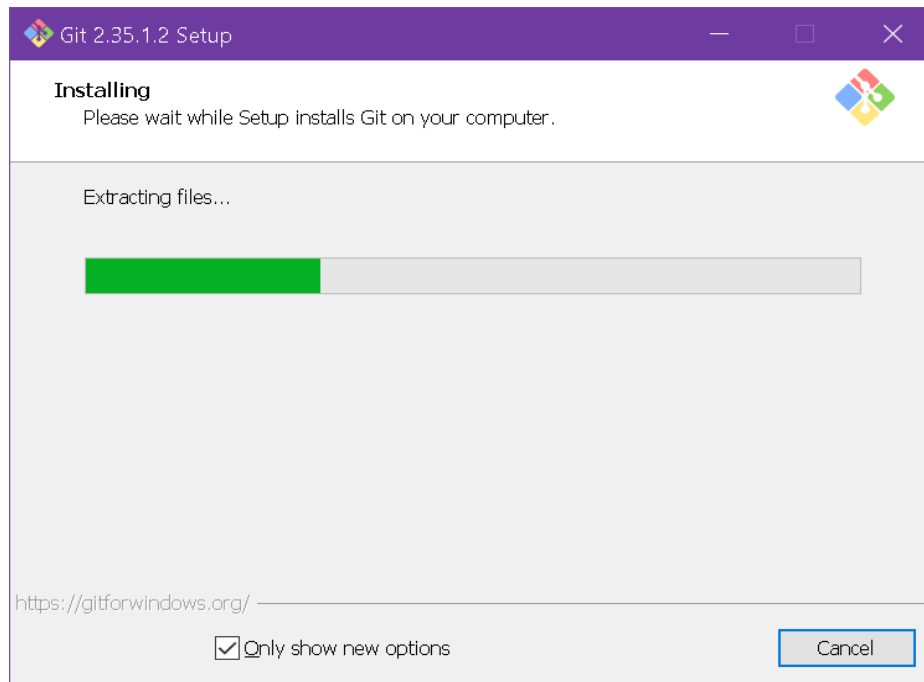 Git 2.35.1.2 Setup
Installing
Please wait while Setup installs Git on your computer.
Extracting files...
https://gitforwindows.org/
Only show new options
Cancel